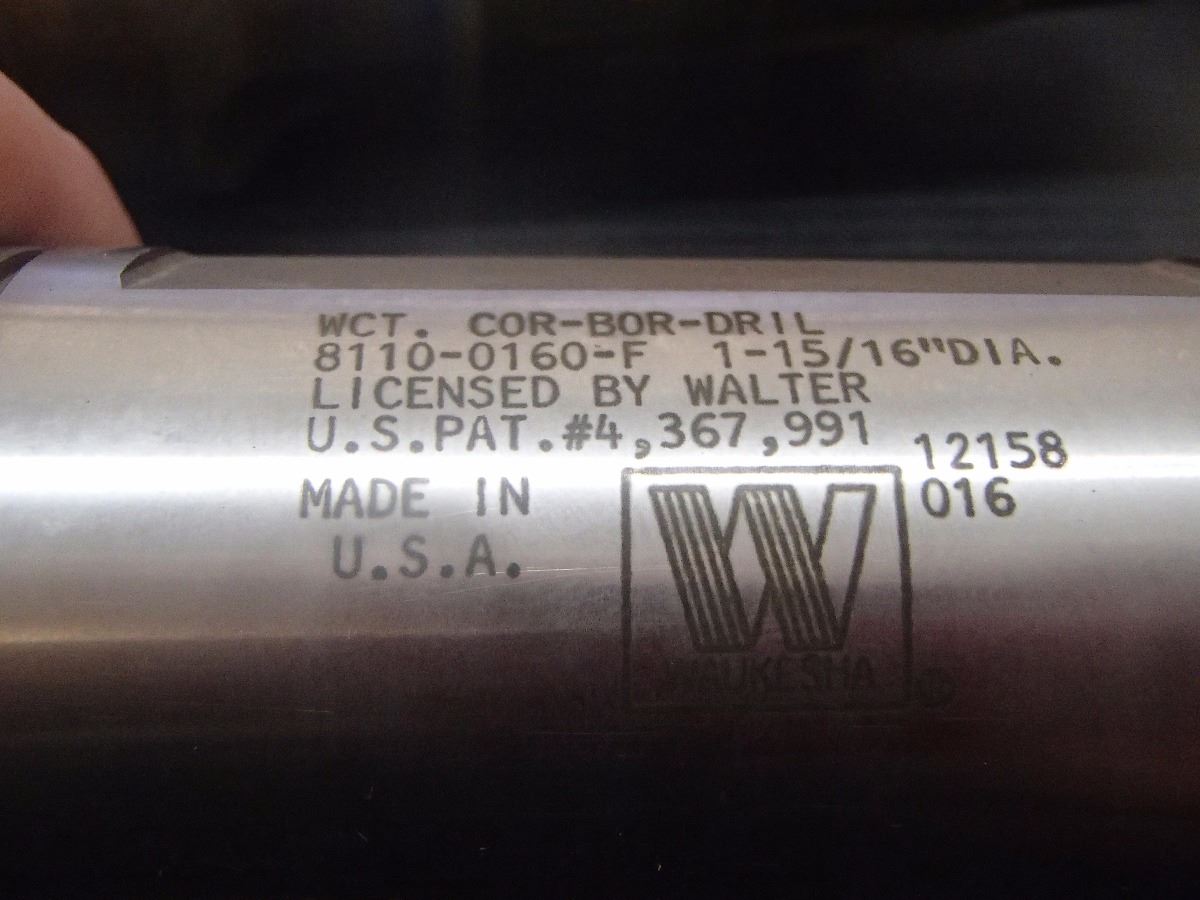 WCT. COR-BOR-DRIL
8110-0160-F 1-15/16"DIA.
LICENSED BY WALTER
U.S.PAT.#4,367,991
12158
016
MADE IN
U.S.A.
W
WAUKESHA ®